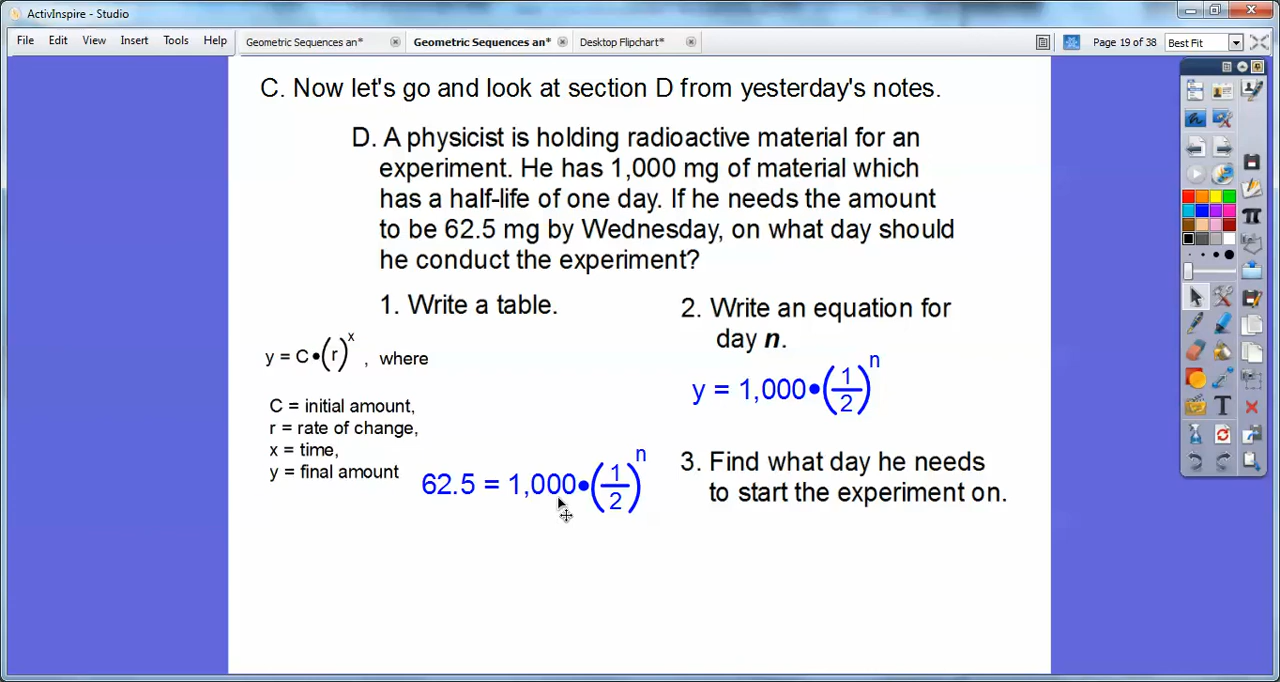 ActivInspire - Studio
File Edit View Insert Tools Help
Geometric Sequences an* Geometric Sequences an* Desktop Flipchart*
Page 19 of 38 Best Fit
C. Now let's go and look at section D from yesterday's notes.
D. A physicist is holding radioactive material for an
experiment. He has 1,000 mg of material which
has a half-life of one day. If he needs the amount
to be 62.5 mg by Wednesday, on what day should
he conduct the experiment?
1. Write a table.
y = C•(r)^x , where
C = initial amount,
r = rate of change,
x = time,
y = final amount
62.5 = 1,000•(1/2)^n
2. Write an equation for
day n.
y = 1,000•(1/2)^n
3. Find what day he needs
to start the experiment on.